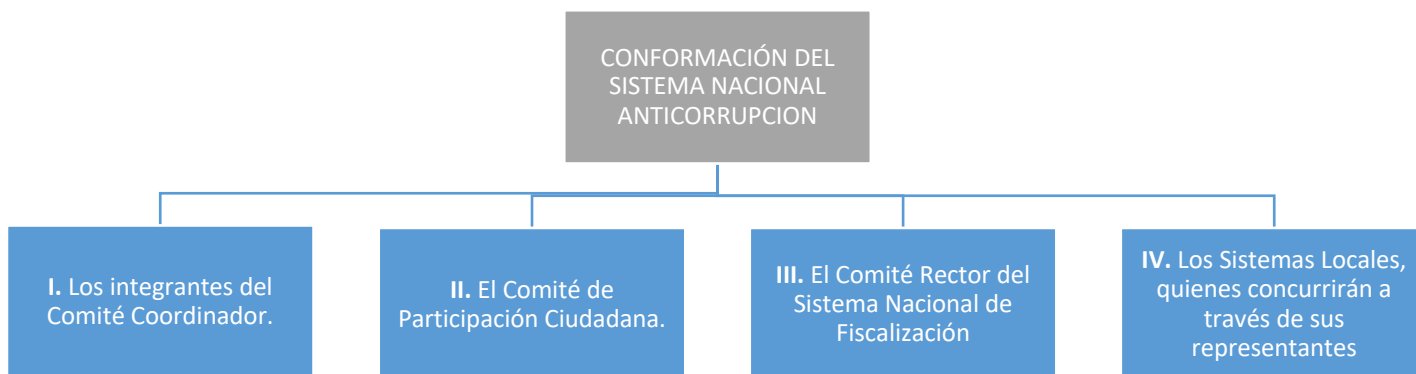 CONFORMACIÓN DEL
SISTEMA NACIONAL
ANTICORRUPCION
I. Los integrantes del
Comité Coordinador.
II. El Comité de
Participación Ciudadana.
III. El Comité Rector del
Sistema Nacional de
Fiscalización
IV. Los Sistemas Locales,
quienes concurrirán a
través de sus
representantes